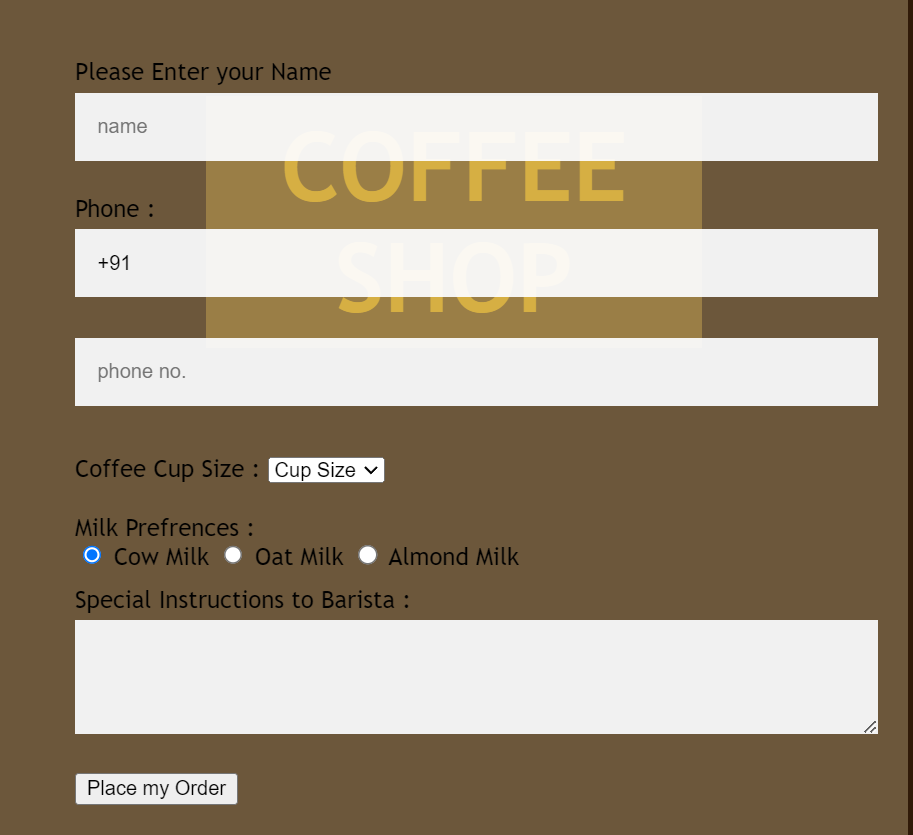 Please Enter your Name
name
COFFEE
Phone :
+91
SHOP
phone no.
Coffee Cup Size : Cup Size
Milk Prefrences :
Cow Milk Oat Milk Almond Milk
Special Instructions to Barista :
Place my Order